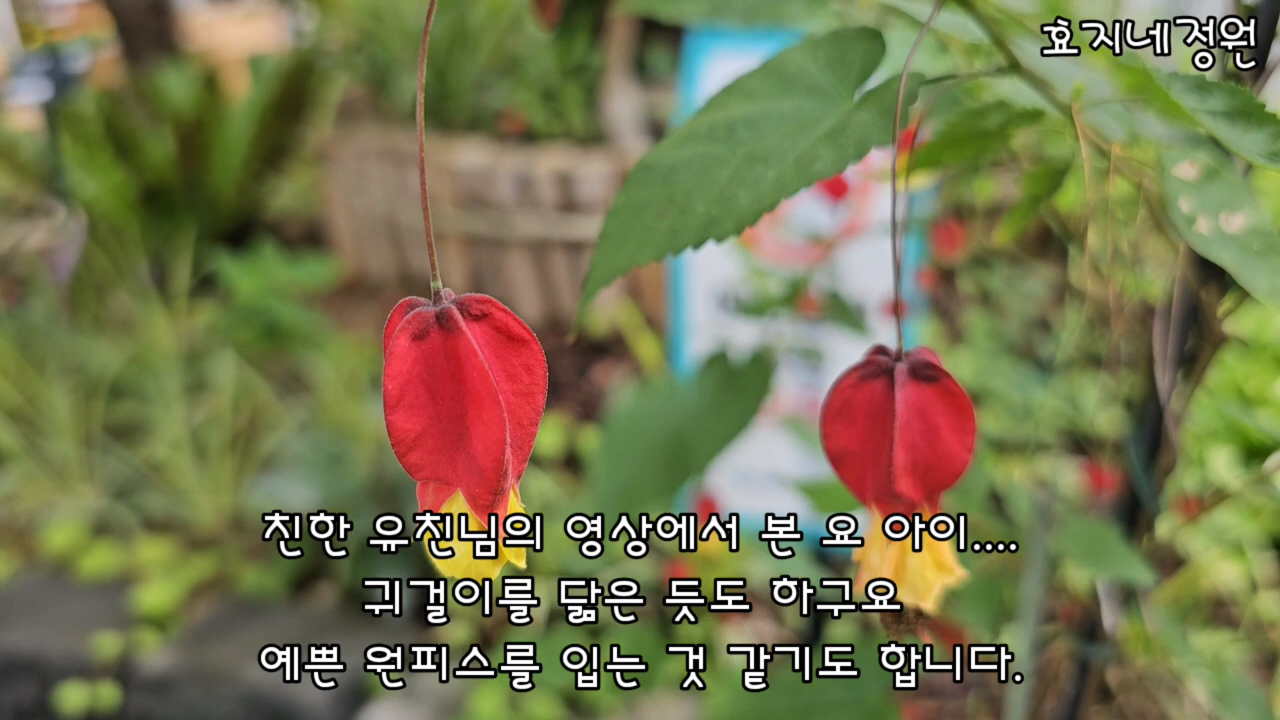 효지네정원
친한 유친님의 영상에서 본 요 아이....
귀걸이를 닮은 듯도 하구요
예쁜 원피스를 입는 것 같기도 합니다.